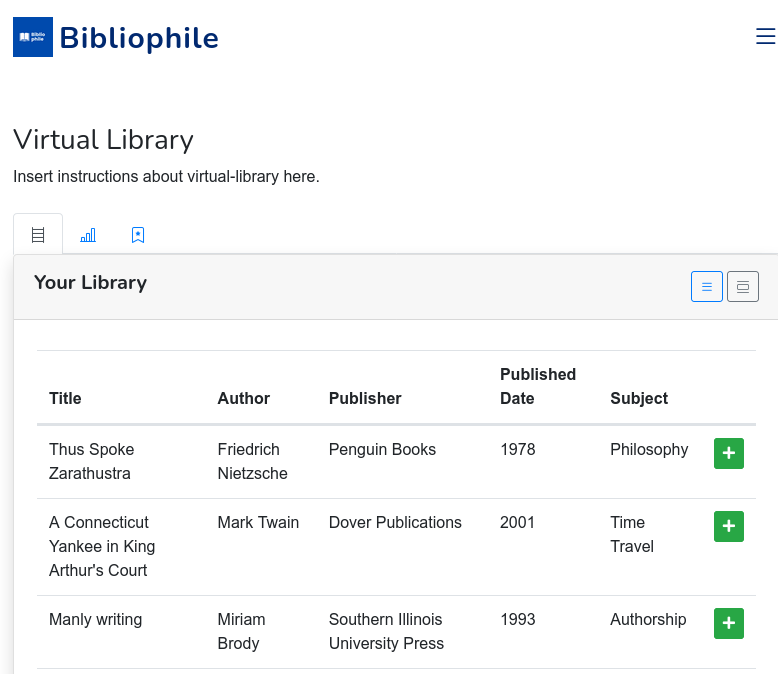 Biblio
phile
Bibliophile
Virtual Library
Insert instructions about virtual-library here.
Your Library
Title Author Publisher Published Date Subject
Thus Spoke Zarathustra Friedrich Nietzsche Penguin Books 1978 Philosophy
A Connecticut Yankee in King Arthur's Court Mark Twain Dover Publications 2001 Time Travel
Manly writing Miriam Brody Southern Illinois University Press 1993 Authorship